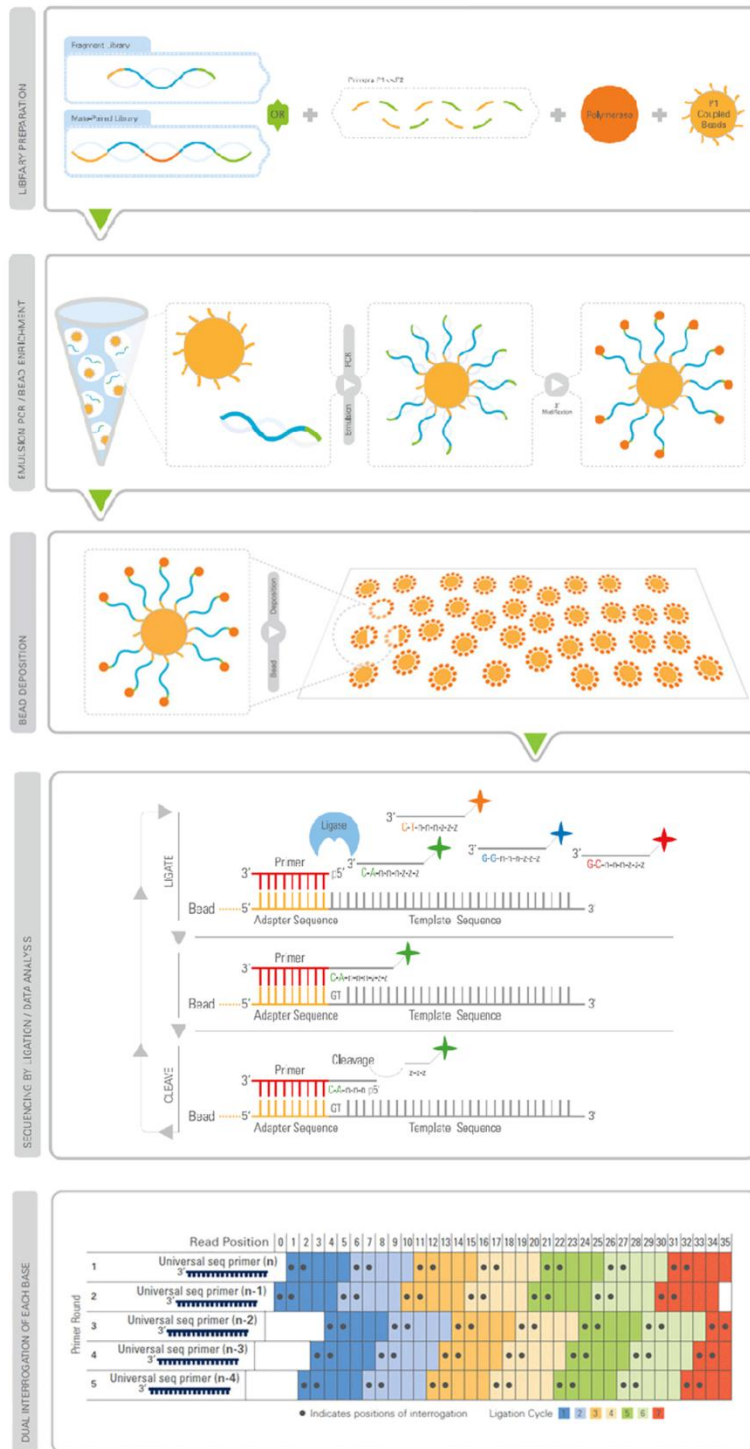 LIBRARY PREPARATION
Fragment Library
Mate-Paired Library
OR
Polymerase
P1
Coupled
Beads
EMULSION PCR / BEAD ENRICHMENT
Emulsion PCR
3'
Modification
BEAD DEPOSITION
Bead Deposition
SEQUENCING BY LIGATION / DATA ANALYSIS
LIGATE
Ligase
3'
C-T-n-n-n-z-z-z
Primer
3' p5' 3'
C-A-n-n-n-z-z-z
G-G-n-n-n-z-z-z
G-C-n-n-n-z-z-z
Bead 5' 3'
Adapter Sequence Template Sequence
Primer
3'
C-A-n-n-n-z-z-z
GT
Bead 5' 3'
Adapter Sequence Template Sequence
CLEAVE
Cleavage
Primer
z-z-z
3'
C-A-n-n-n p5'
GT
Bead 5' 3'
Adapter Sequence Template Sequence
DUAL INTERROGATION OF EACH BASE
Read Position 0 1 2 3 4 5 6 7 8 9 10 11 12 13 14 15 16 17 18 19 20 21 22 23 24 25 26 27 28 29 30 31 32 33 34 35
Primer Round
1 Universal seq primer (n)
3'
2 Universal seq primer (n-1)
3'
3 Universal seq primer (n-2)
3'
4 Universal seq primer (n-3)
3'
5 Universal seq primer (n-4)
3'
● Indicates positions of interrogation Ligation Cycle 1 2 3 4 5 6 7